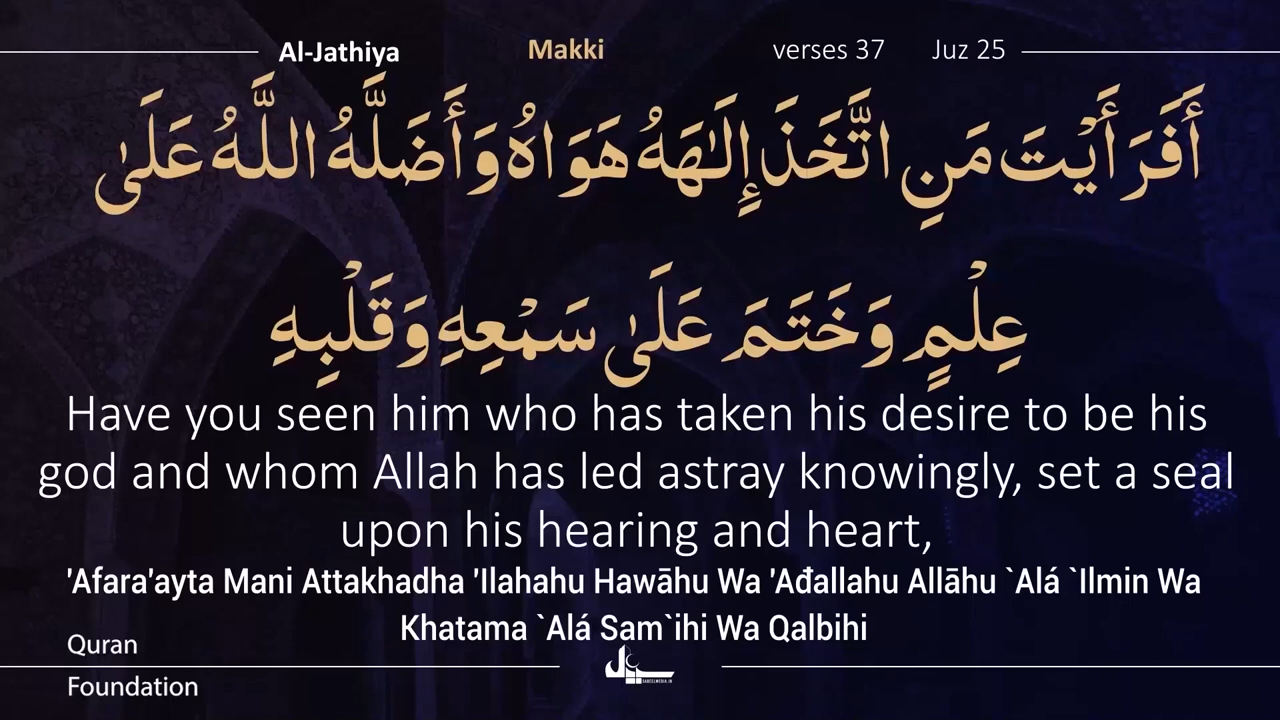 Al-Jathiya Makki verses 37 Juz 25
أَفَرَأَيْتَ مَنِ اتَّخَذَ إِلَٰهَهُ هَوَاهُ وَأَضَلَّهُ اللَّهُ عَلَىٰ
عِلْمٍ وَخَتَمَ عَلَىٰ سَمْعِهِ وَقَلْبِهِ
Have you seen him who has taken his desire to be his
god and whom Allah has led astray knowingly, set a seal
upon his hearing and heart,
'Afara'ayta Mani Attakhadha 'Ilahahu Hawāhu Wa 'Ađallahu Allāhu `Alá `Ilmin Wa
Khatama `Alá Sam`ihi Wa Qalbihi
Quran
Foundation
SABEELMEDIA.IN